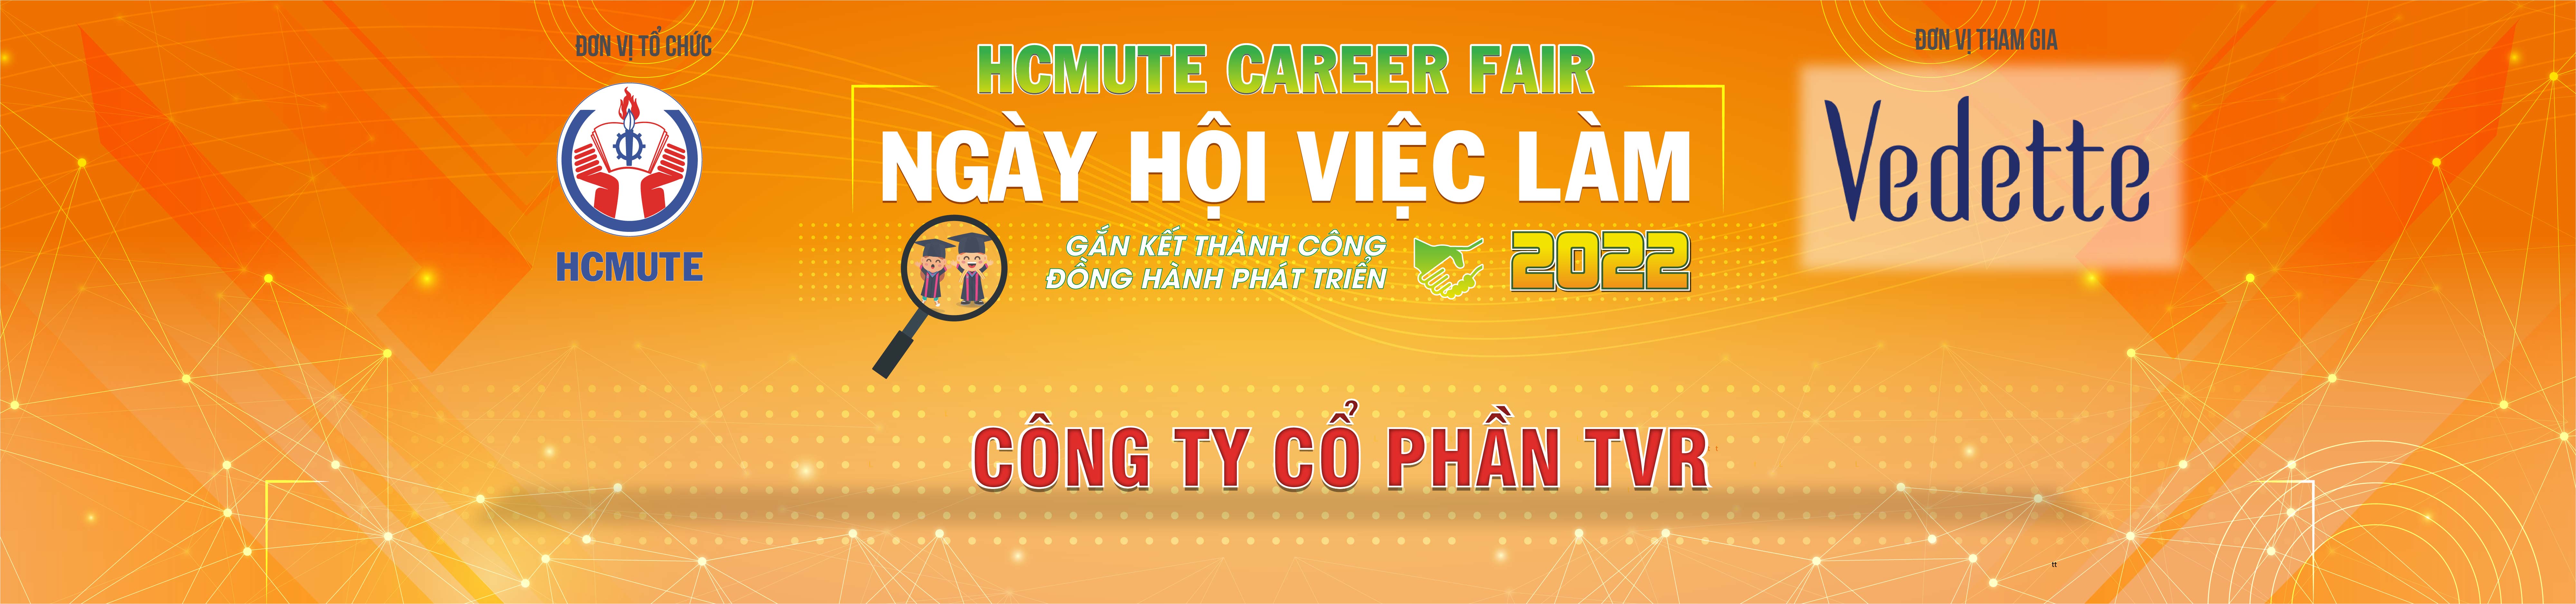 ĐƠN VỊ TỔ CHỨC
HCMUTE
HCMUTE CAREER FAIR
NGÀY HỘI VIỆC LÀM
GẮN KẾT THÀNH CÔNG
ĐỒNG HÀNH PHÁT TRIỂN
2022
ĐƠN VỊ THAM GIA
Vedette
CÔNG TY CỔ PHẦN TVR
tt